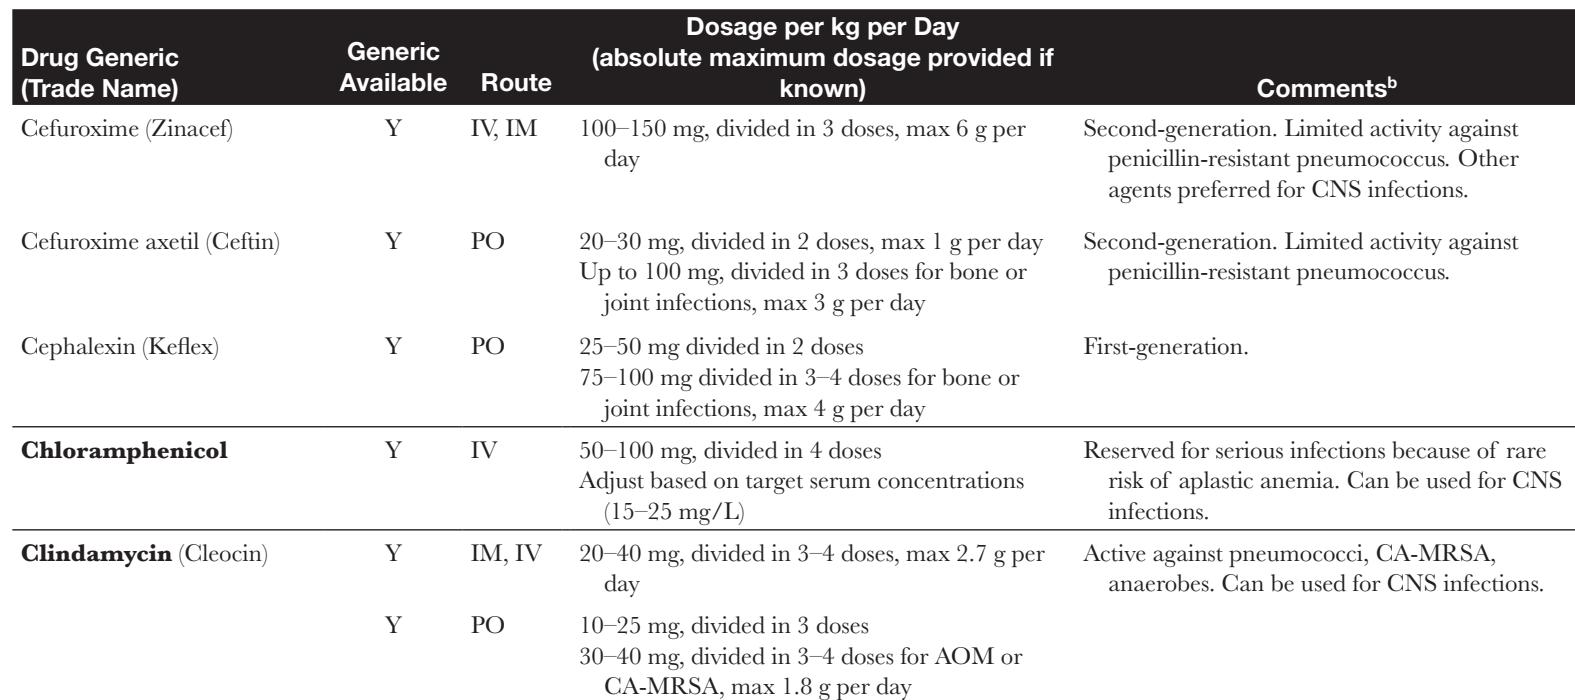 Drug Generic
(Trade Name)
Generic
Available
Route
Dosage per kg per Day
(absolute maximum dosage provided if
known)
Commentsᵇ
Cefuroxime (Zinacef)
Y
IV, IM
100–150 mg, divided in 3 doses, max 6 g per
day
Second-generation. Limited activity against
penicillin-resistant pneumococcus. Other
agents preferred for CNS infections.
Cefuroxime axetil (Ceftin)
Y
PO
20–30 mg, divided in 2 doses, max 1 g per day
Up to 100 mg, divided in 3 doses for bone or
joint infections, max 3 g per day
Second-generation. Limited activity against
penicillin-resistant pneumococcus.
Cephalexin (Keflex)
Y
PO
25–50 mg divided in 2 doses
75–100 mg divided in 3–4 doses for bone or
joint infections, max 4 g per day
First-generation.
Chloramphenicol
Y
IV
50–100 mg, divided in 4 doses
Adjust based on target serum concentrations
(15–25 mg/L)
Reserved for serious infections because of rare
risk of aplastic anemia. Can be used for CNS
infections.
Clindamycin (Cleocin)
Y
IM, IV
20–40 mg, divided in 3–4 doses, max 2.7 g per
day
Active against pneumococci, CA-MRSA,
anaerobes. Can be used for CNS infections.
Y
PO
10–25 mg, divided in 3 doses
30–40 mg, divided in 3–4 doses for AOM or
CA-MRSA, max 1.8 g per day